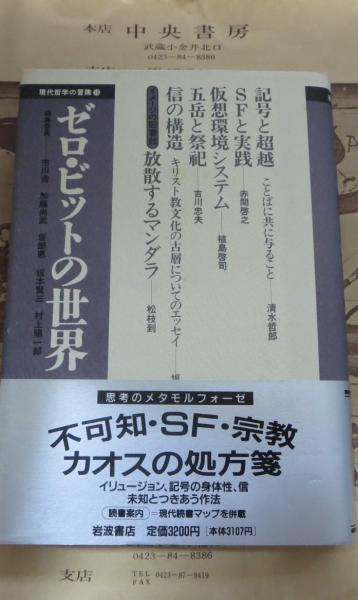 本店 中央書房
武蔵小金井北口
0423-84-8386
支店
現代哲学の冒険 15
ゼロ・ビットの世界
編集委員
市川浩 加藤尚武 坂部恵 坂本賢三 村上陽一郎
記号と超越 ことばに共に与ること 清水哲郎
SFと実践 赤間啓之
仮想環境システム 植島啓司
五岳と祭祀 吉川忠夫
信の構造 キリスト教文化の古層についてのエッセイ
放散するマンダラ 松枝到
思考のメタモルフォーゼ
不可知・SF・宗教
カオスの処方箋
イリュージョン、記号の身体性、信
未知とつきあう作法
〈読書案内〉=現代読書マップを併載
岩波書店 定価3200円[本体3107円]
0423-84-8386
支店 TEL 0423-87-8419
FAX